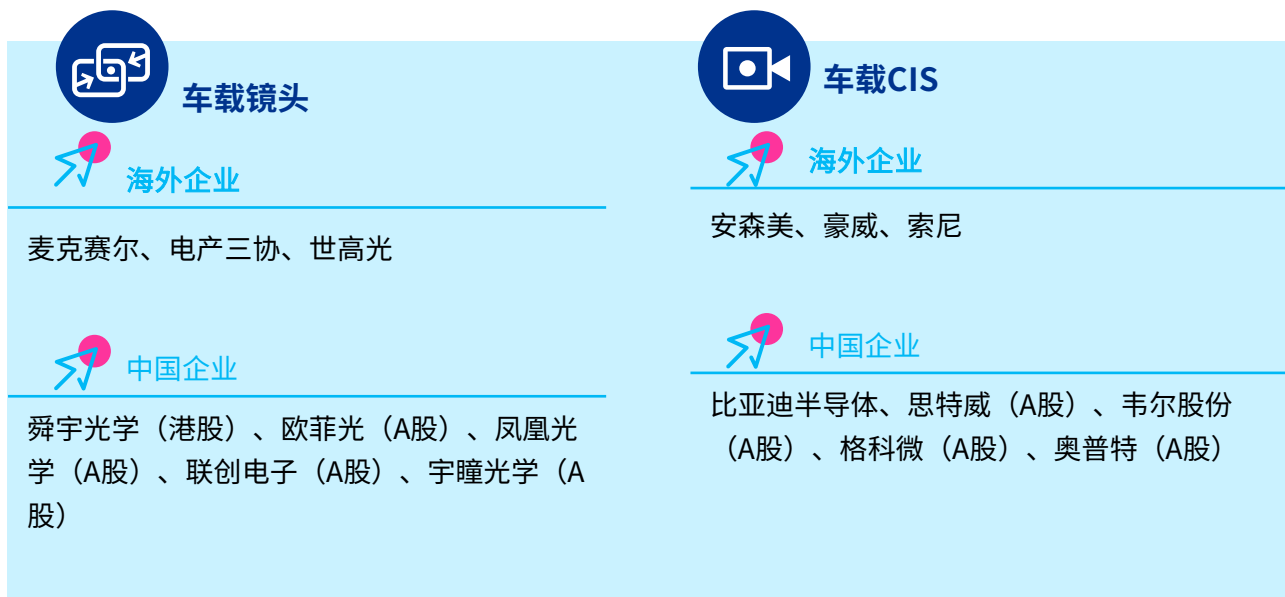 车载镜头
海外企业
麦克赛尔、电产三协、世高光
中国企业
舜宇光学（港股）、欧菲光（A股）、凤凰光
学（A股）、联创电子（A股）、宇瞳光学（A
股）
车载CIS
海外企业
安森美、豪威、索尼
中国企业
比亚迪半导体、思特威（A股）、韦尔股份
（A股）、格科微（A股）、奥普特（A股）